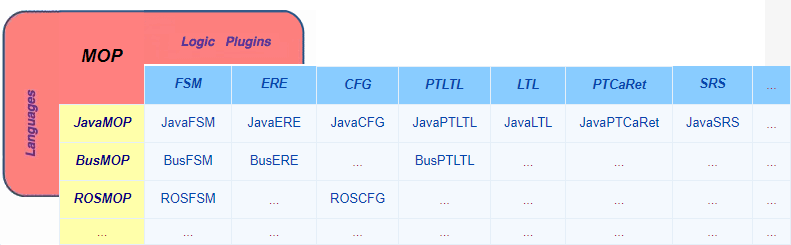 Logic Plugins
MOP
Languages
FSM ERE CFG PTLTL LTL PTCaRet SRS ...
JavaMOP JavaFSM JavaERE JavaCFG JavaPTLTL JavaLTL JavaPTCaRet JavaSRS ...
BusMOP BusFSM BusERE ... BusPTLTL ... ... ... ...
ROSMOP ROSFSM ... ROSCFG ... ... ... ... ...
... ... ... ... ... ... ... ... ...